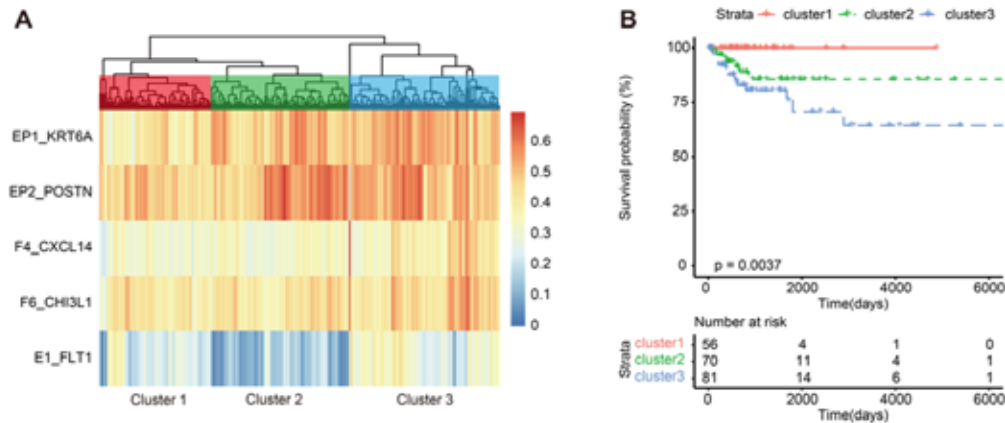 A
EP1_KRT6A
EP2_POSTN
F4_CXCL14
F6_CHI3L1
E1_FLT1
0.6
0.5
0.4
0.3
0.2
0.1
0
Cluster 1 Cluster 2 Cluster 3
B
Strata cluster1 cluster2 cluster3
Survival probability (%)
100
75
50
25
0
p = 0.0037
0 2000 4000 6000
Time(days)
Number at risk
Strata
cluster1 56 4 1 0
cluster2 70 11 4 1
cluster3 81 14 6 1
0 2000 4000 6000
Time(days)